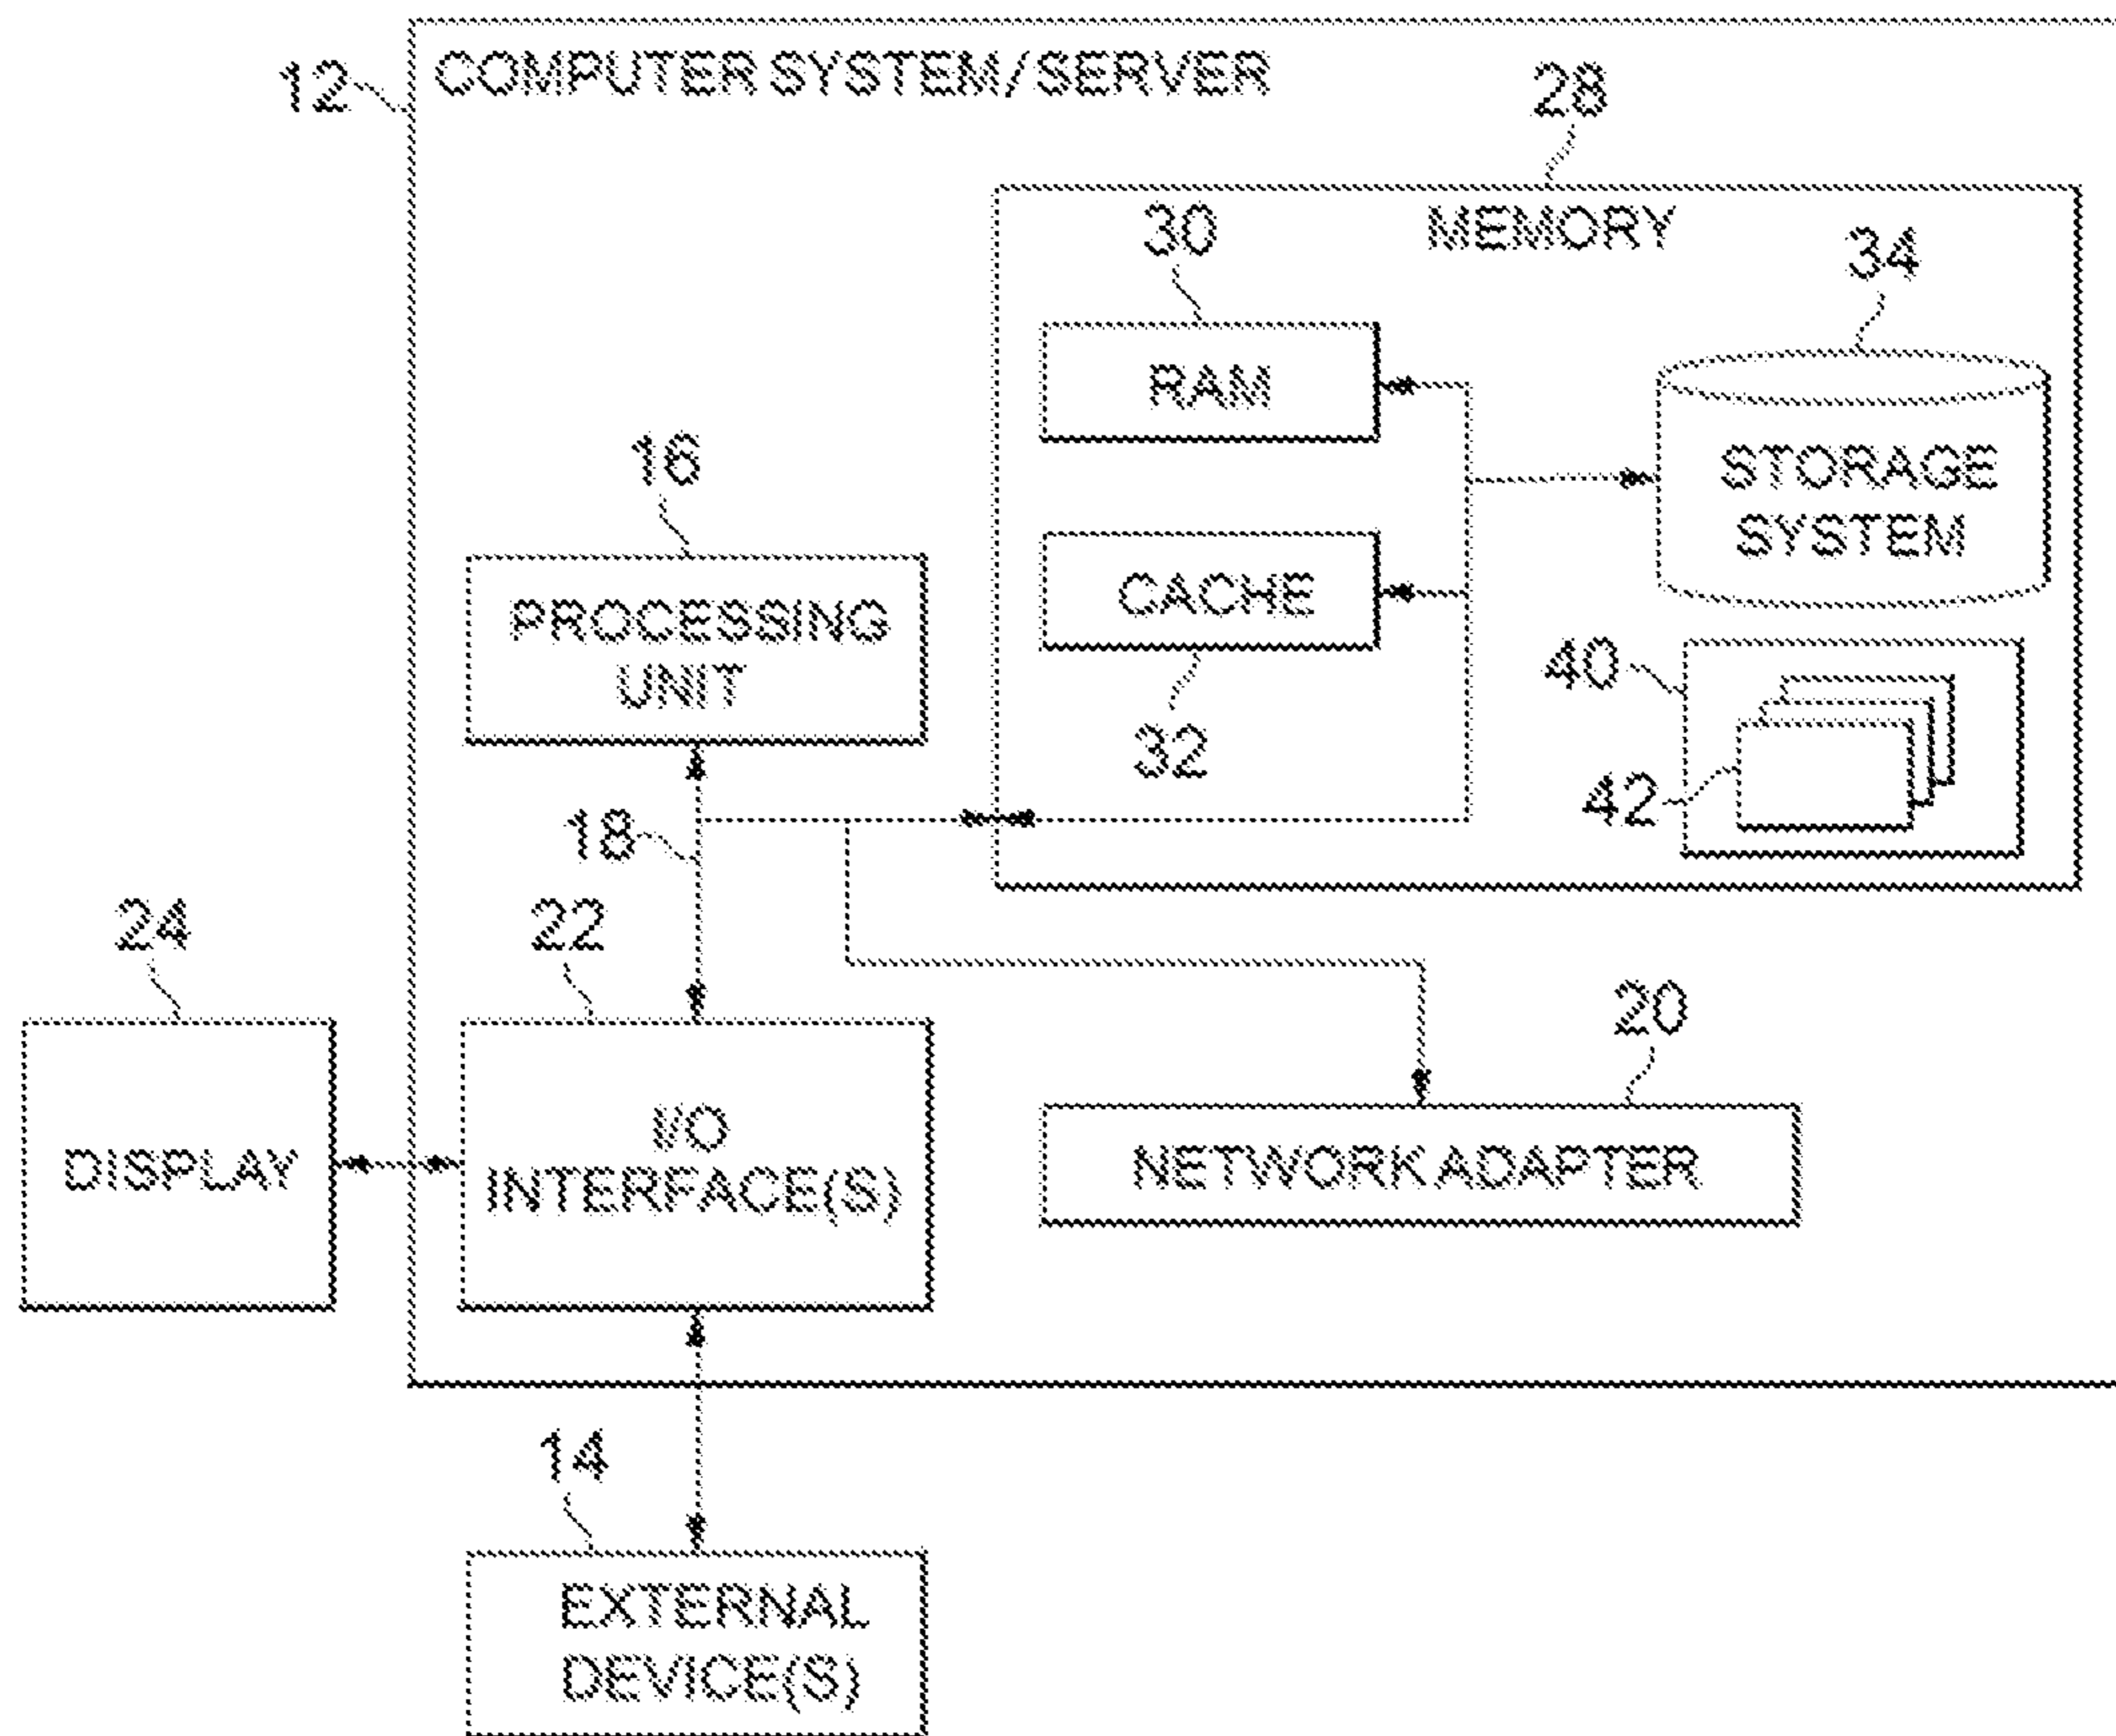 12
COMPUTER SYSTEM/SERVER
28
MEMORY
30
34
RAM
STORAGE
SYSTEM
16
PROCESSING
UNIT
CACHE
32
40
42
18
24
22
20
DISPLAY
I/O
INTERFACE(S)
NETWORK ADAPTER
14
EXTERNAL
DEVICE(S)